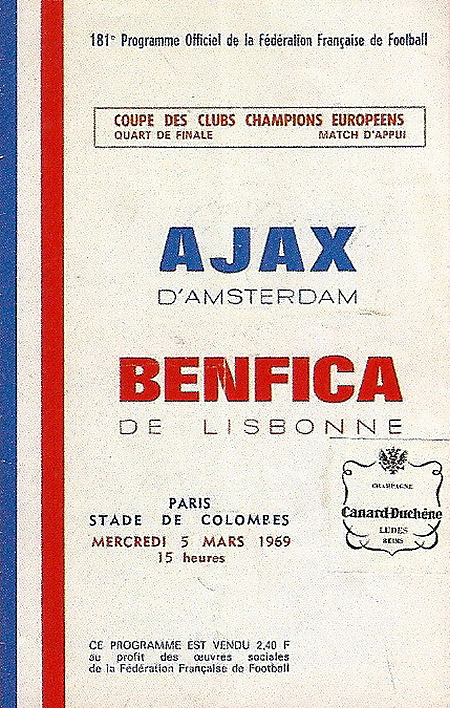 181e Programme Officiel de la Fédération Française de Football
COUPE DES CLUBS CHAMPIONS EUROPEENS
QUART DE FINALE MATCH D'APPUI
AJAX
D'AMSTERDAM
BENFICA
DE LISBONNE
CHAMPAGNE
Canard-Duchêne
LUDES
REIMS
PARIS
STADE DE COLOMBES
MERCREDI 5 MARS 1969
15 heures
CE PROGRAMME EST VENDU 2,40 F
au profit des œuvres sociales
de la Fédération Française de Football